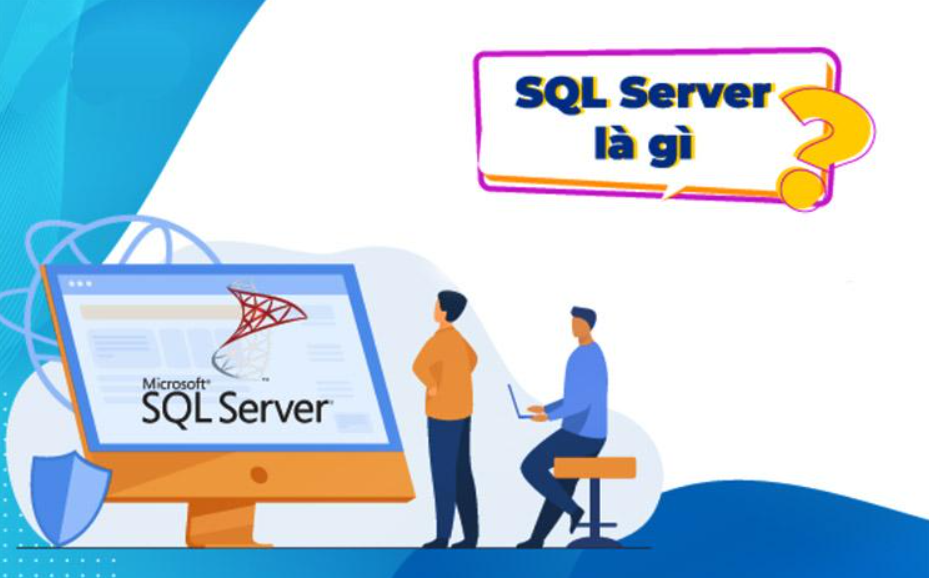 SQL Server
là gì
?
Microsoft®
SQL Server